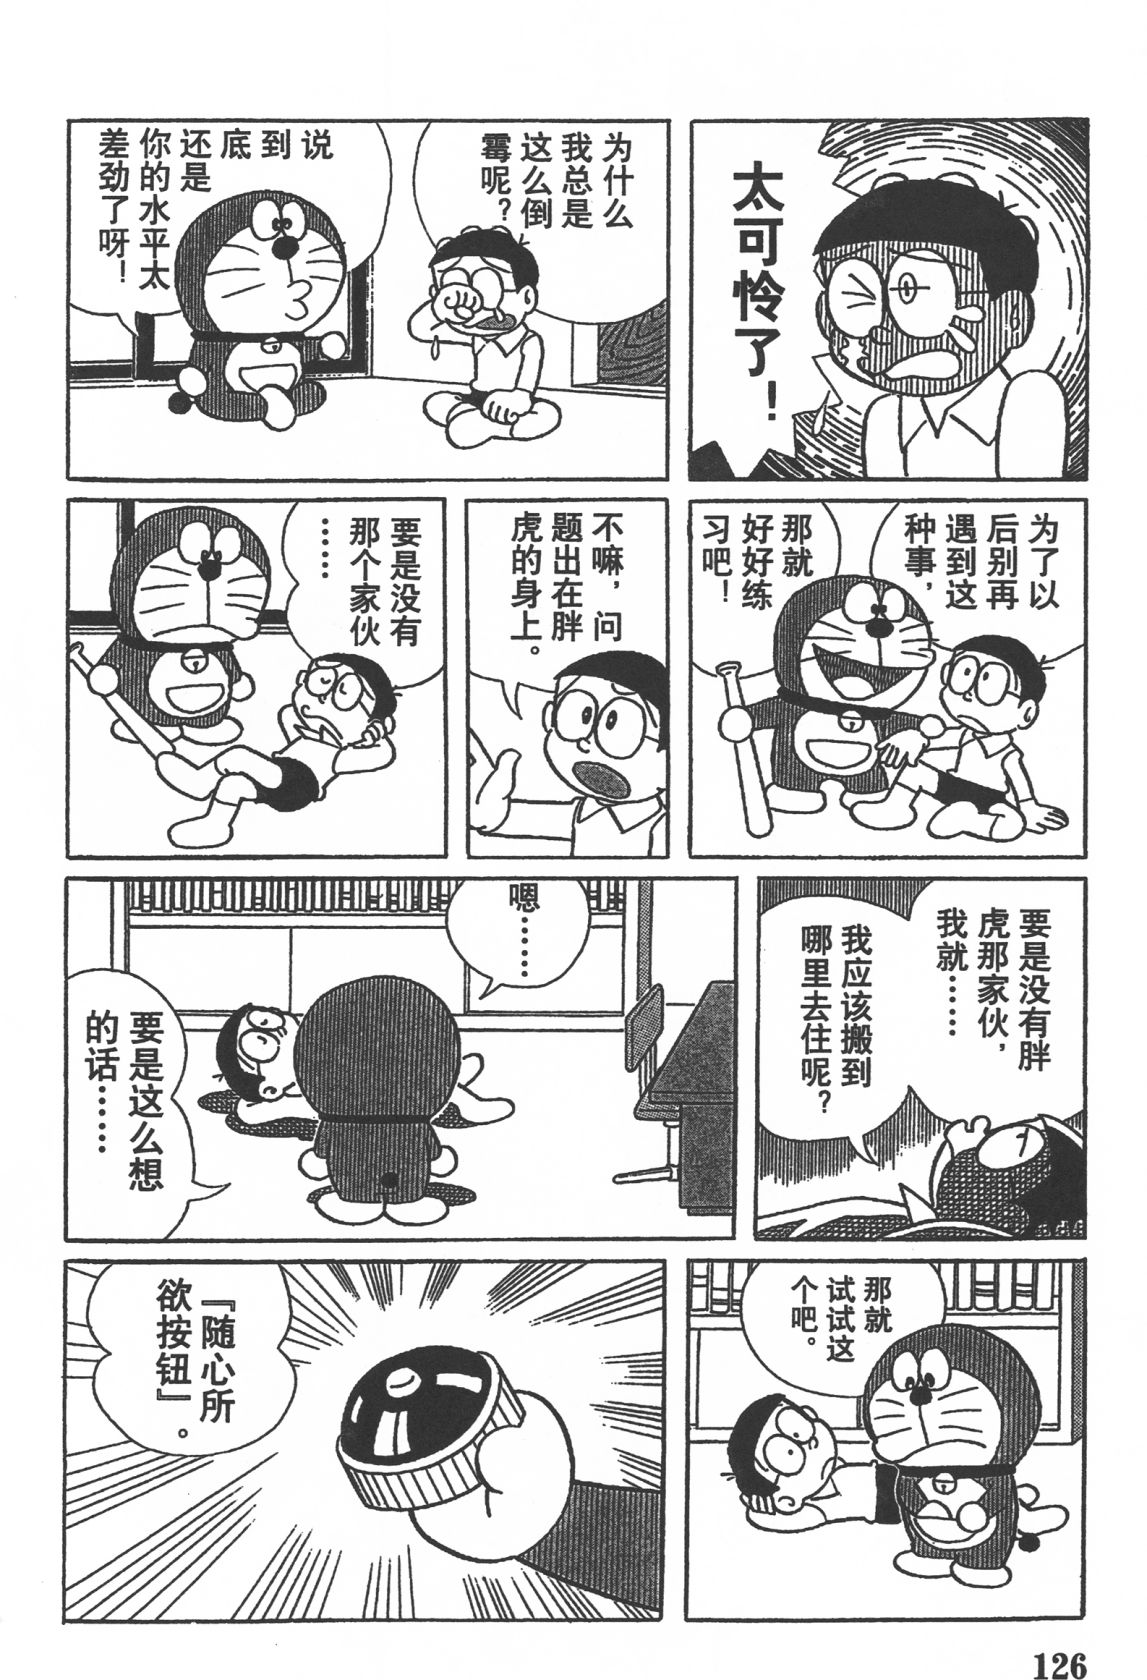 太可怜了！
为什么
我总是
这么倒
霉呢？
说到底
还是
你的水平太
差劲了呀！
为了以
后别再
遇到这
种事，
那就
好好练
习吧！
不嘛，问
题出在胖
虎的身上。
要是没有
那个家伙
……
要是没有胖
虎那家伙，
我就……
我应该搬到
哪里去住呢？
嗯……
要是这么想
的话……
那就
试试这
个吧。
『随心所
欲按钮』。
126